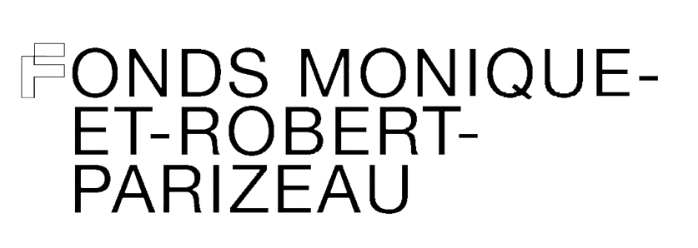 FONDS MONIQUE-
ET-ROBERT-
PARIZEAU